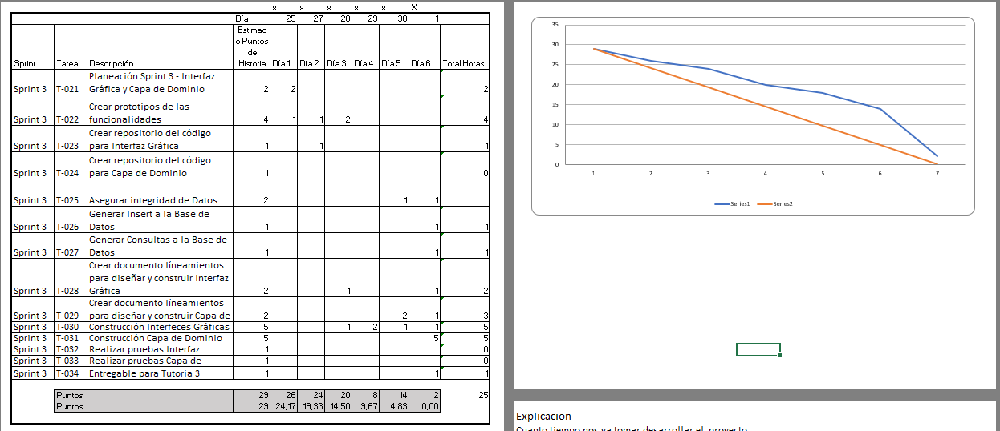 x x x x x X
Día 25 27 28 29 30 1
Estimad
o Puntos
de
Sprint Tarea Descripción Historia Día 1 Día 2 Día 3 Día 4 Día 5 Día 6 Total Horas
Planeación Sprint 3 - Interfaz
Sprint 3 T-021 Gráfica y Capa de Dominio 2 2 2
Crear prototipos de las
Sprint 3 T-022 funcionalidades 4 1 1 2 4
Crear repositorio del código
Sprint 3 T-023 para Interfaz Gráfica 1 1 1
Crear repositorio del código
Sprint 3 T-024 para Capa de Dominio 1 0
Sprint 3 T-025 Asegurar integridad de Datos 2 1 1
Generar Insert a la Base de
Sprint 3 T-026 Datos 1 1 1
Generar Consultas a la Base de
Sprint 3 T-027 Datos 1 1 1
Crear documento líneamientos
para diseñar y construir Interfaz
Sprint 3 T-028 Gráfica 2 1 1 2
Crear documento líneamientos
Sprint 3 T-029 para diseñar y construir Capa de 2 2 1 3
Sprint 3 T-030 Construcción Interfeces Gráficas 5 1 2 1 1 5
Sprint 3 T-031 Construcción Capa de Dominio 5 5 5
Sprint 3 T-032 Realizar pruebas Interfaz 1 0
Sprint 3 T-033 Realizar pruebas Capa de 1 0
Sprint 3 T-034 Entregable para Tutoria 3 1 1 1
Puntos 29 26 24 20 18 14 2 25
Puntos 29 24,17 19,33 14,50 9,67 4,83 0,00
35
30
25
20
15
10
5
0
1 2 3 4 5 6 7
Series1 Series2
Explicación
Cuanto tiempo nos va tomar desarrollar el proyecto